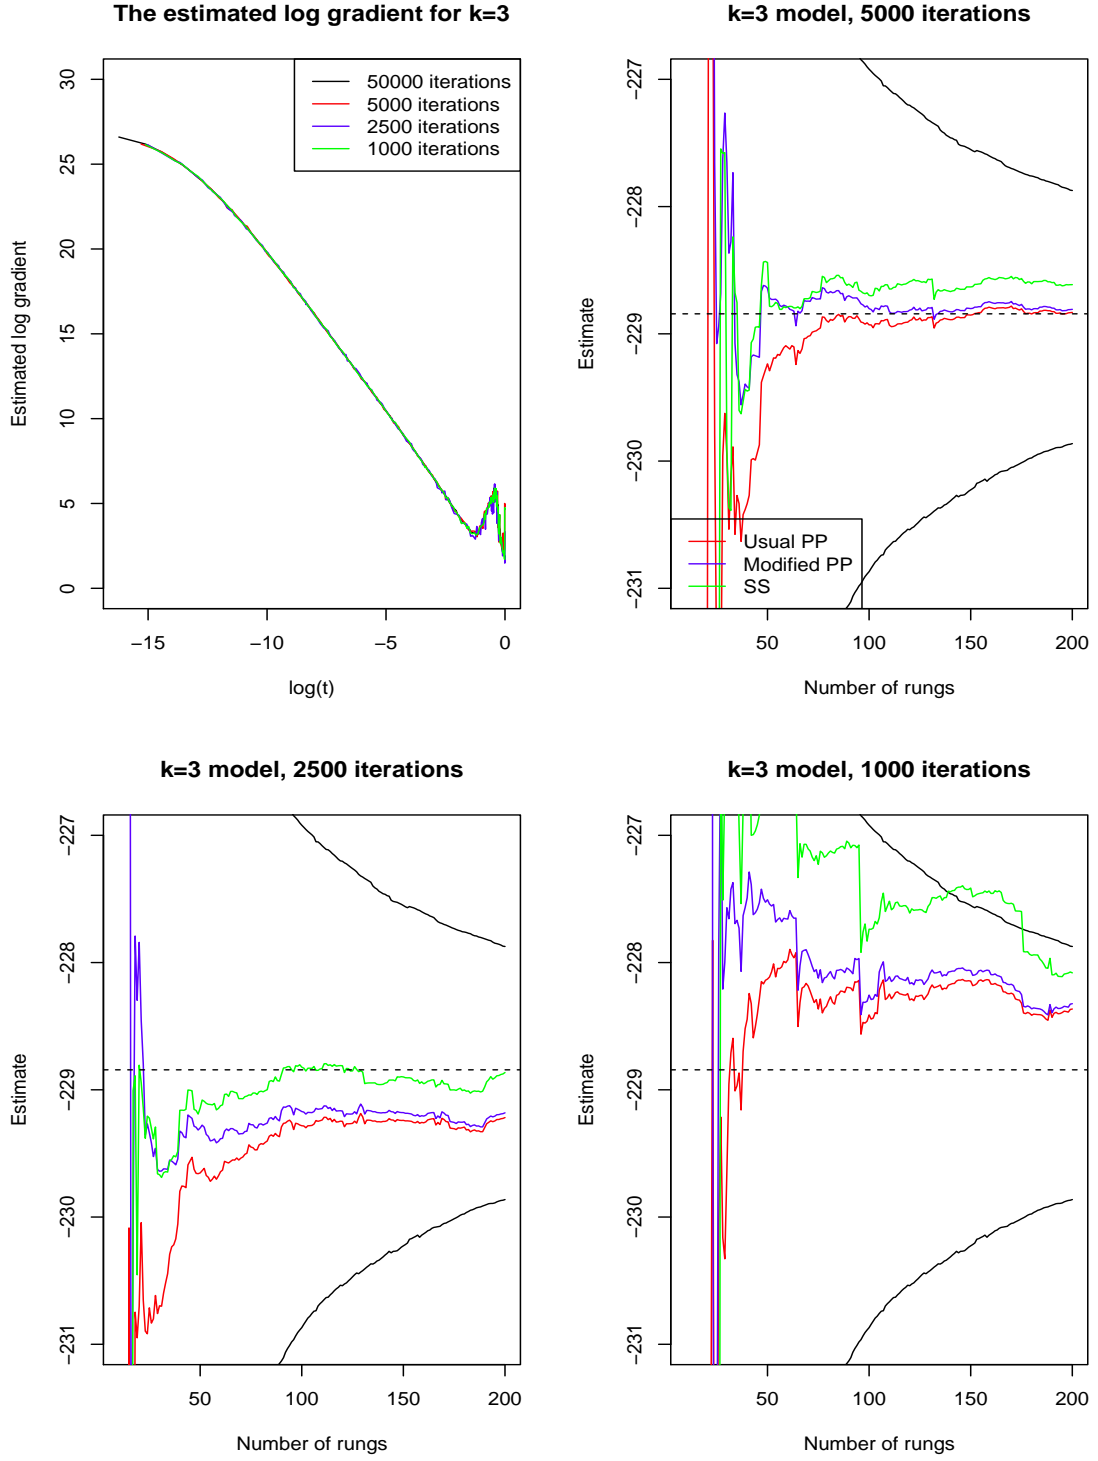 The estimated log gradient for k=3
30
25
20
15
10
5
0
Estimated log gradient
50000 iterations
5000 iterations
2500 iterations
1000 iterations
−15
−10
−5
0
log(t)
k=3 model, 5000 iterations
−227
−228
−229
−230
−231
Estimate
Usual PP
Modified PP
SS
50
100
150
200
Number of rungs
k=3 model, 2500 iterations
−227
−228
−229
−230
−231
Estimate
50
100
150
200
Number of rungs
k=3 model, 1000 iterations
−227
−228
−229
−230
−231
Estimate
50
100
150
200
Number of rungs